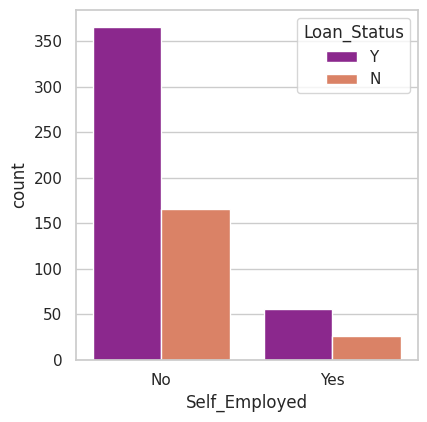 Loan_Status
Y
N
count
350
300
250
200
150
100
50
0
No
Yes
Self_Employed